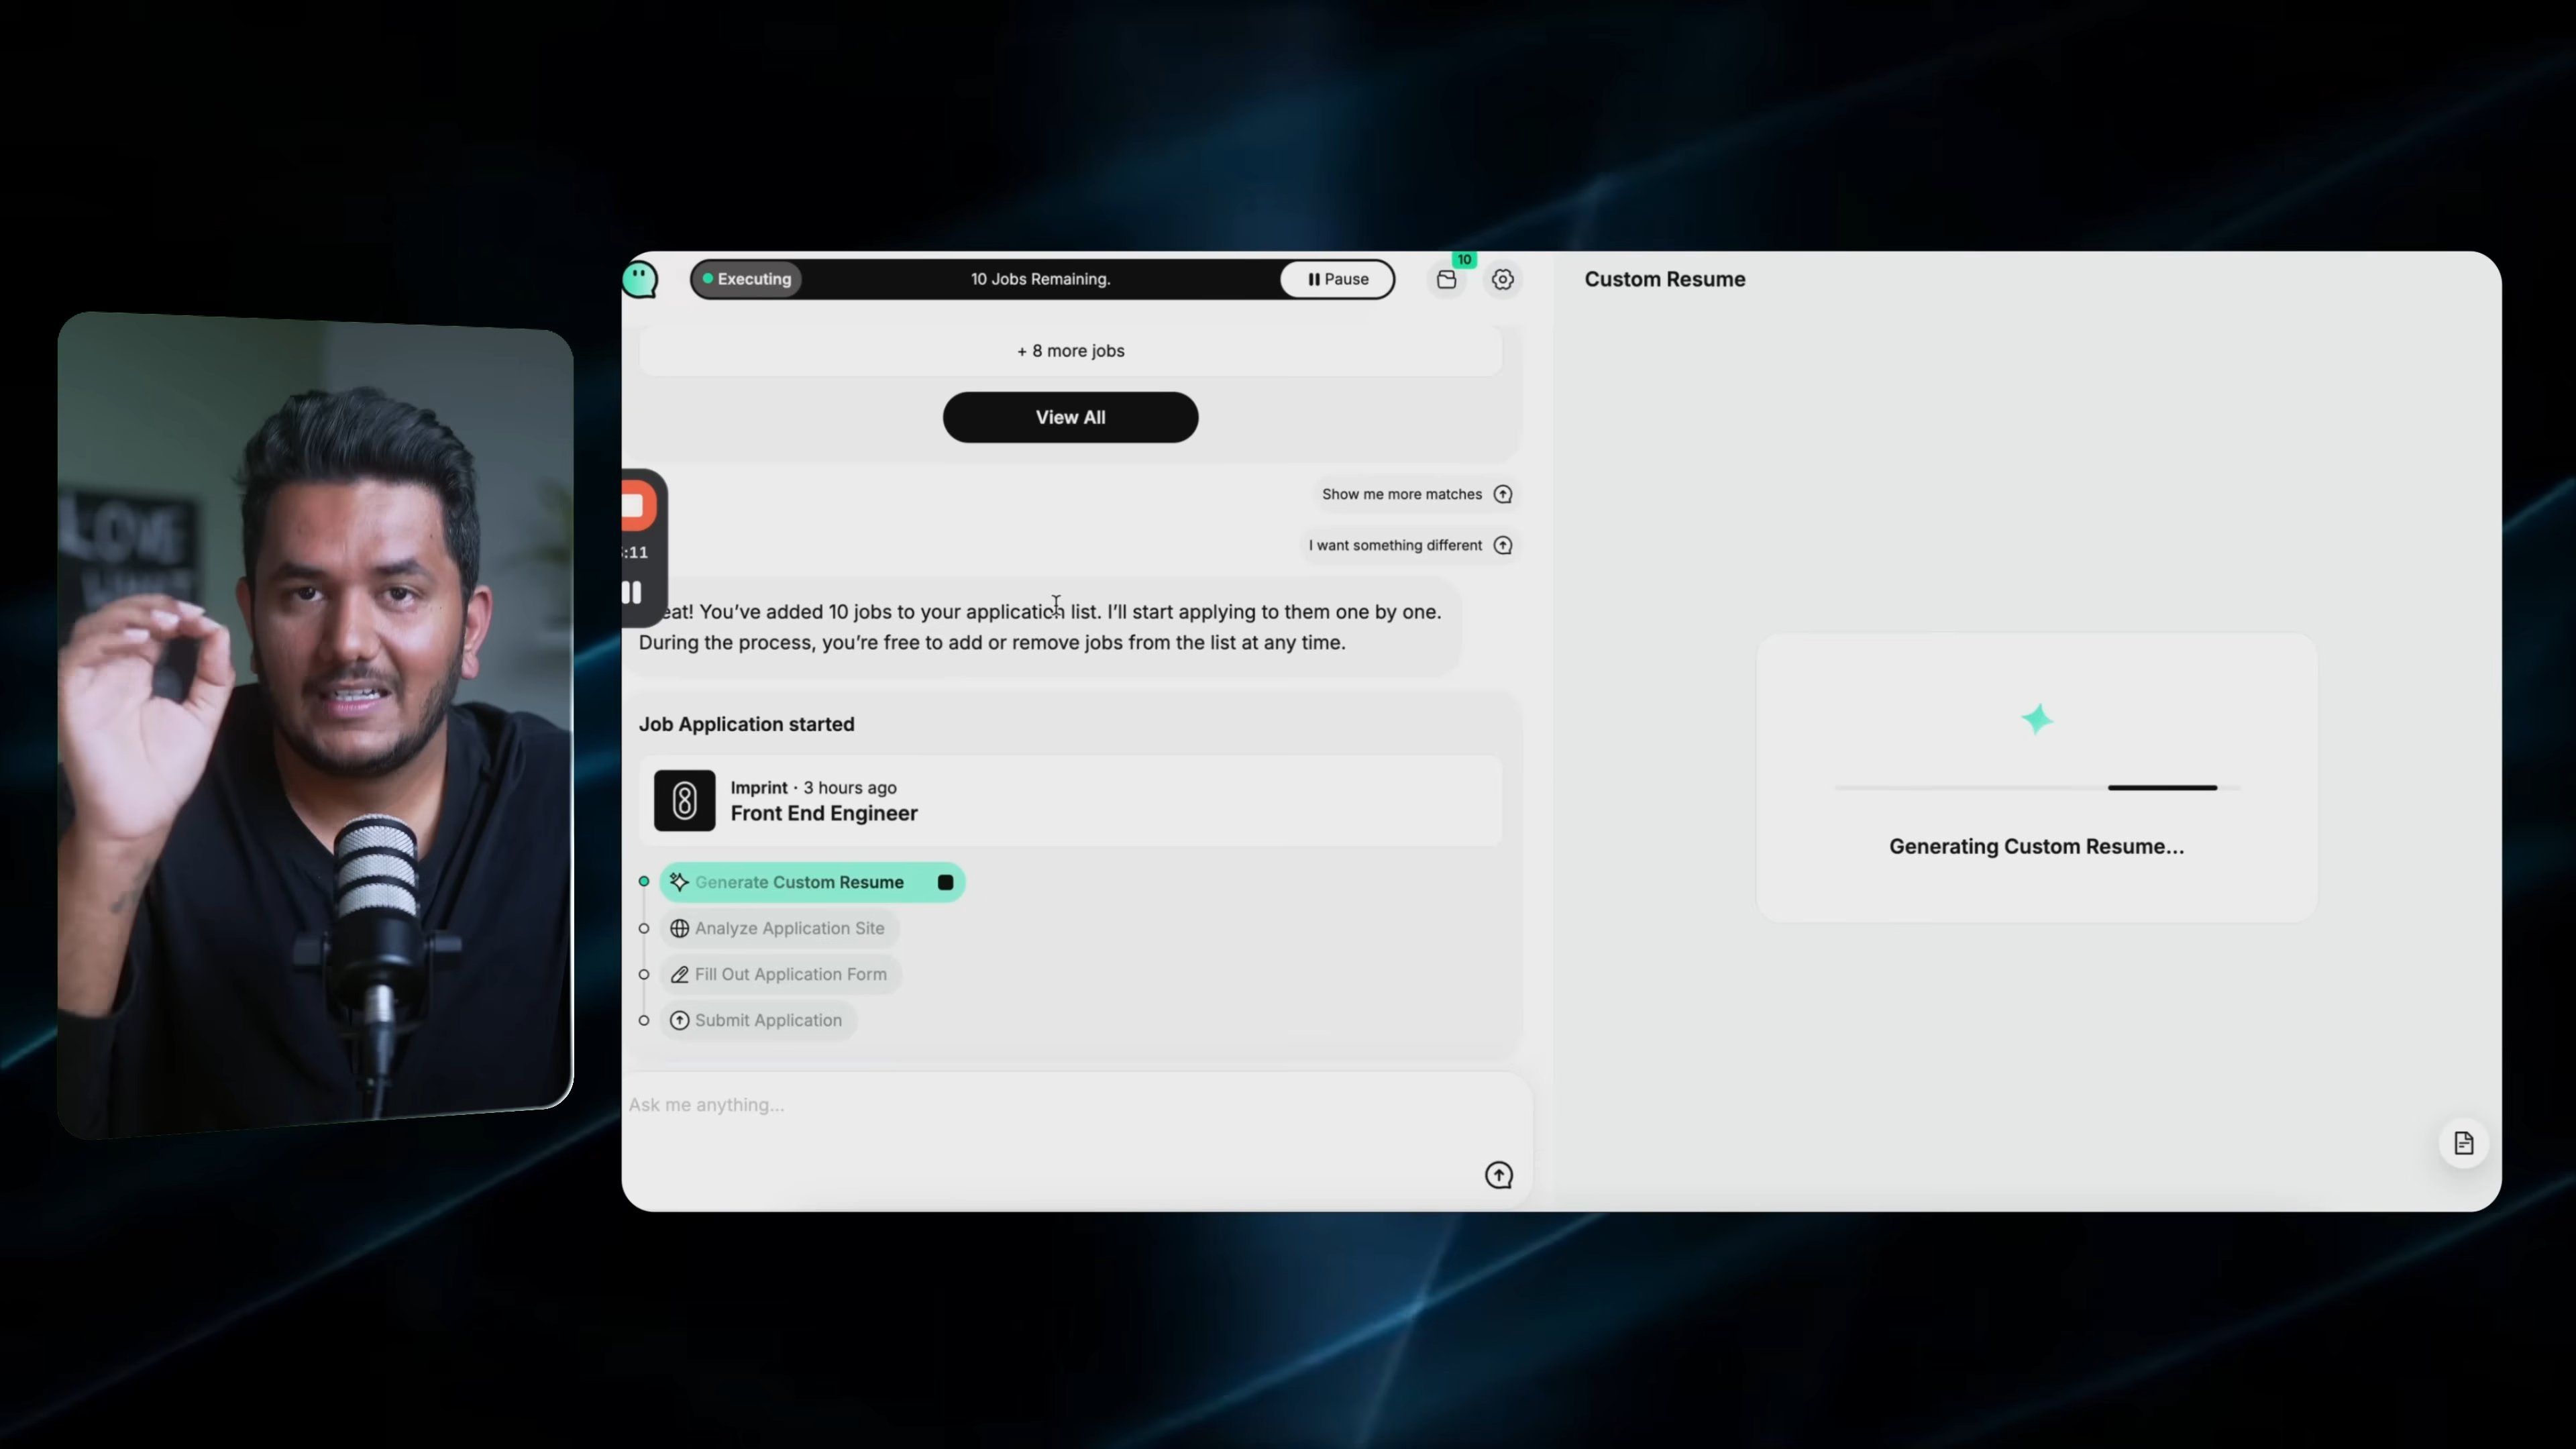 LOVE
Executing
10 Jobs Remaining.
Pause
10
Custom Resume
+ 8 more jobs
View All
Show me more matches
I want something different
:11
eat! You’ve added 10 jobs to your application list. I’ll start applying to them one by one.
During the process, you’re free to add or remove jobs from the list at any time.
Job Application started
Imprint · 3 hours ago
Front End Engineer
Generate Custom Resume
Analyze Application Site
Fill Out Application Form
Submit Application
Generating Custom Resume...
Ask me anything...